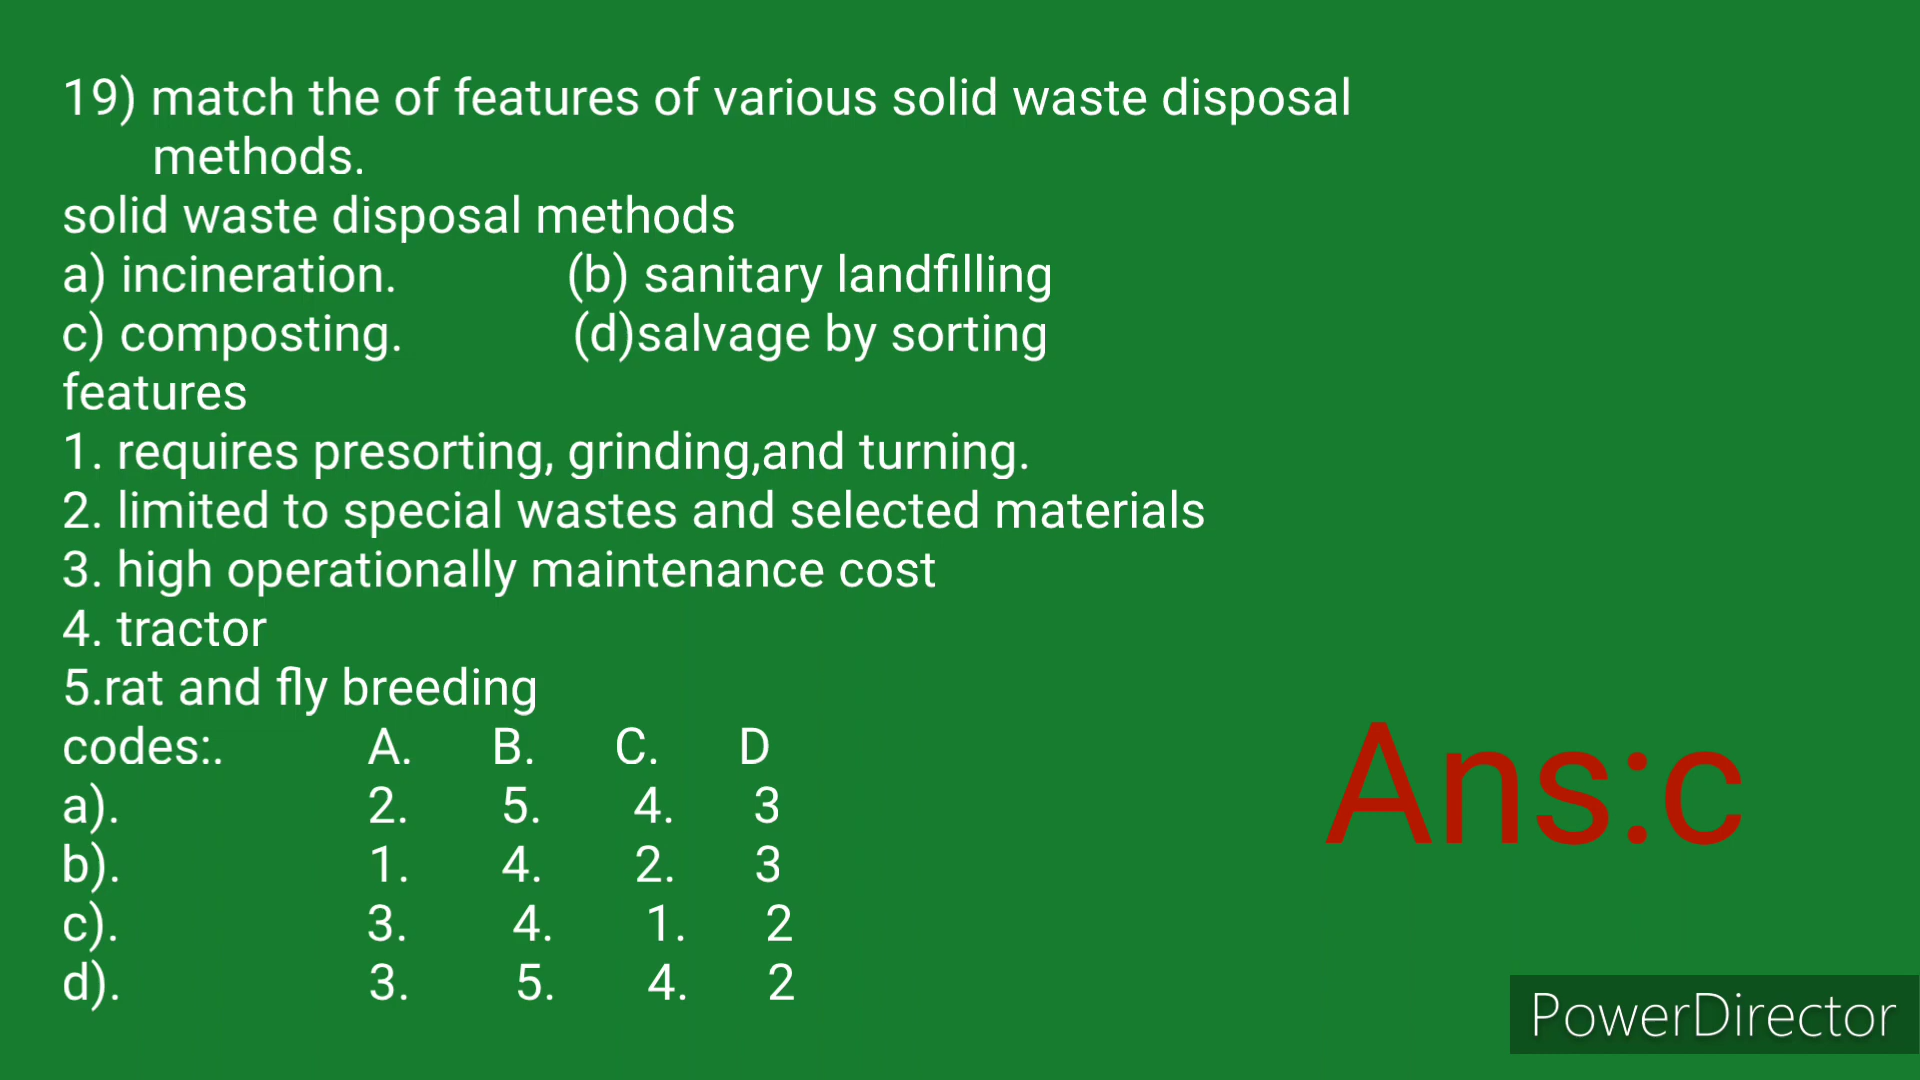 19) match the of features of various solid waste disposal
methods.
solid waste disposal methods
a) incineration. (b) sanitary landfilling
c) composting. (d)salvage by sorting
features
1. requires presorting, grinding,and turning.
2. limited to special wastes and selected materials
3. high operationally maintenance cost
4. tractor
5.rat and fly breeding
codes:. A. B. C. D
a). 2. 5. 4. 3
b). 1. 4. 2. 3
c). 3. 4. 1. 2
d). 3. 5. 4. 2
Ans:c
PowerDirector